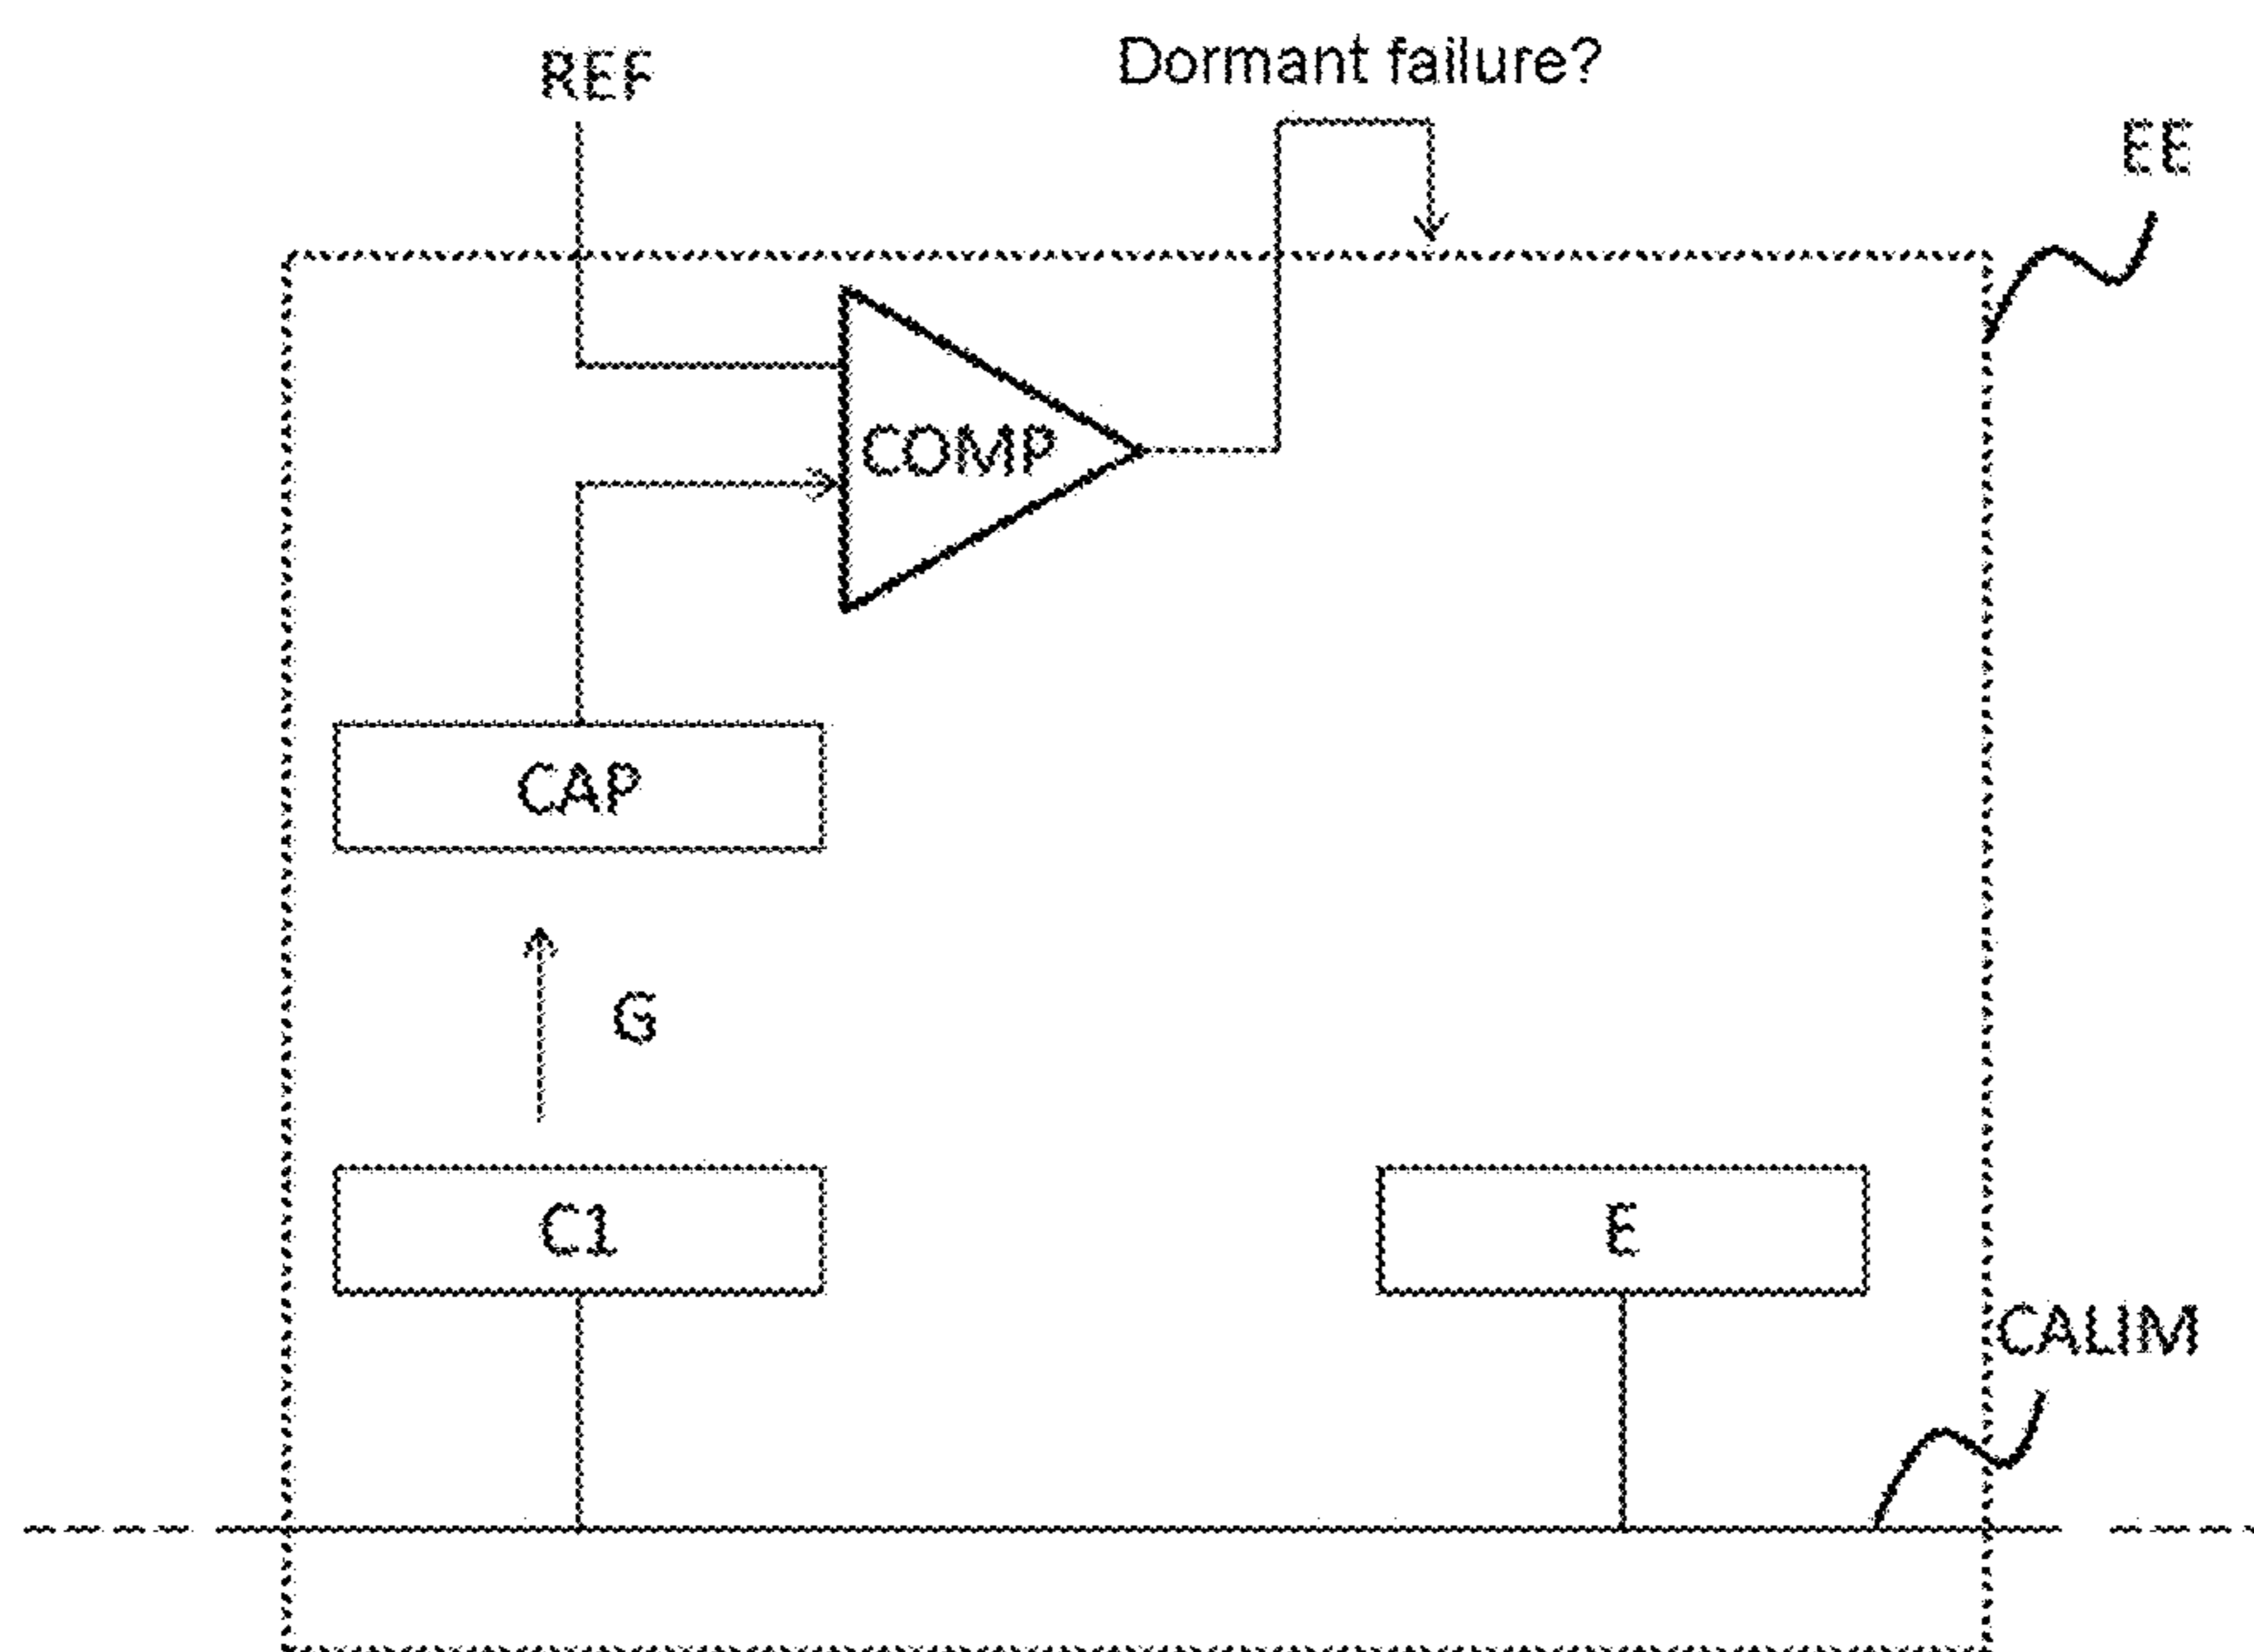 REF
Dormant failure?
EE
COMP
CAP
G
C1
E
CALIM